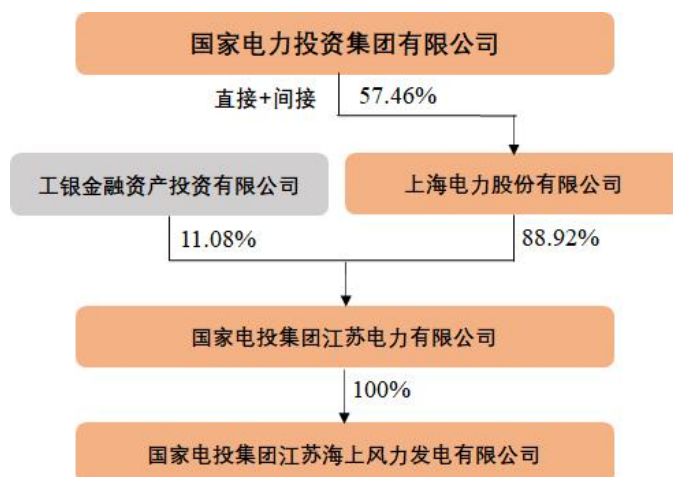 国家电力投资集团有限公司
直接+间接 57.46%
工银金融资产投资有限公司
上海电力股份有限公司
11.08%
88.92%
国家电投集团江苏电力有限公司
100%
国家电投集团江苏海上风力发电有限公司